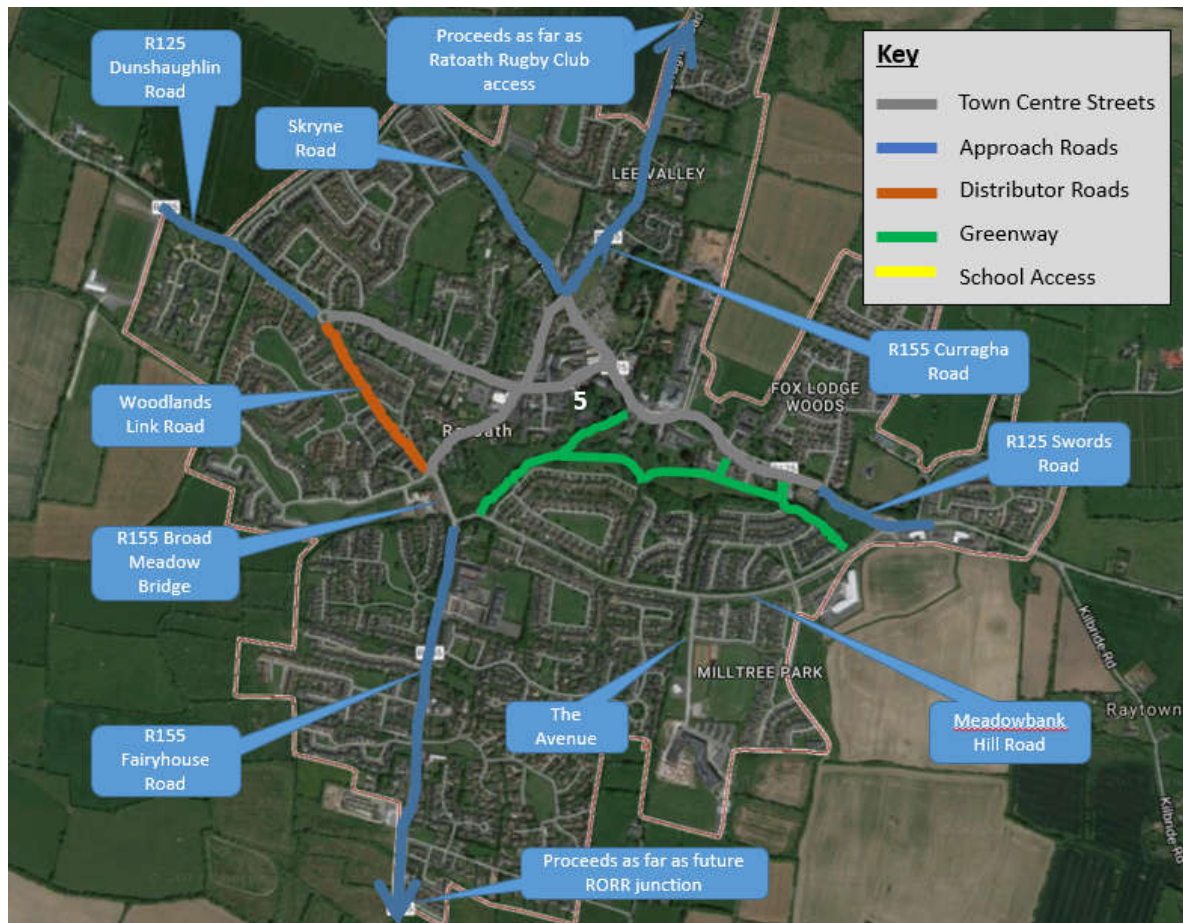 R125
Dunshaughlin
Road
Proceeds as far as
Ratoath Rugby Club
access
Key
Town Centre Streets
Approach Roads
Distributor Roads
Greenway
School Access
Skryne
Road
LEE VALLEY
R155 Curragha
Road
FOX LODGE
WOODS
5
Woodlands
Link Road
Ratoath
R125 Swords
Road
R155 Broad
Meadow
Bridge
Kilbride Rd
MILLTREE PARK
Raytown
The
Avenue
Meadowbank
Hill Road
R155
Fairyhouse
Road
Kilbride Rd
Proceeds as far as future
RORR junction